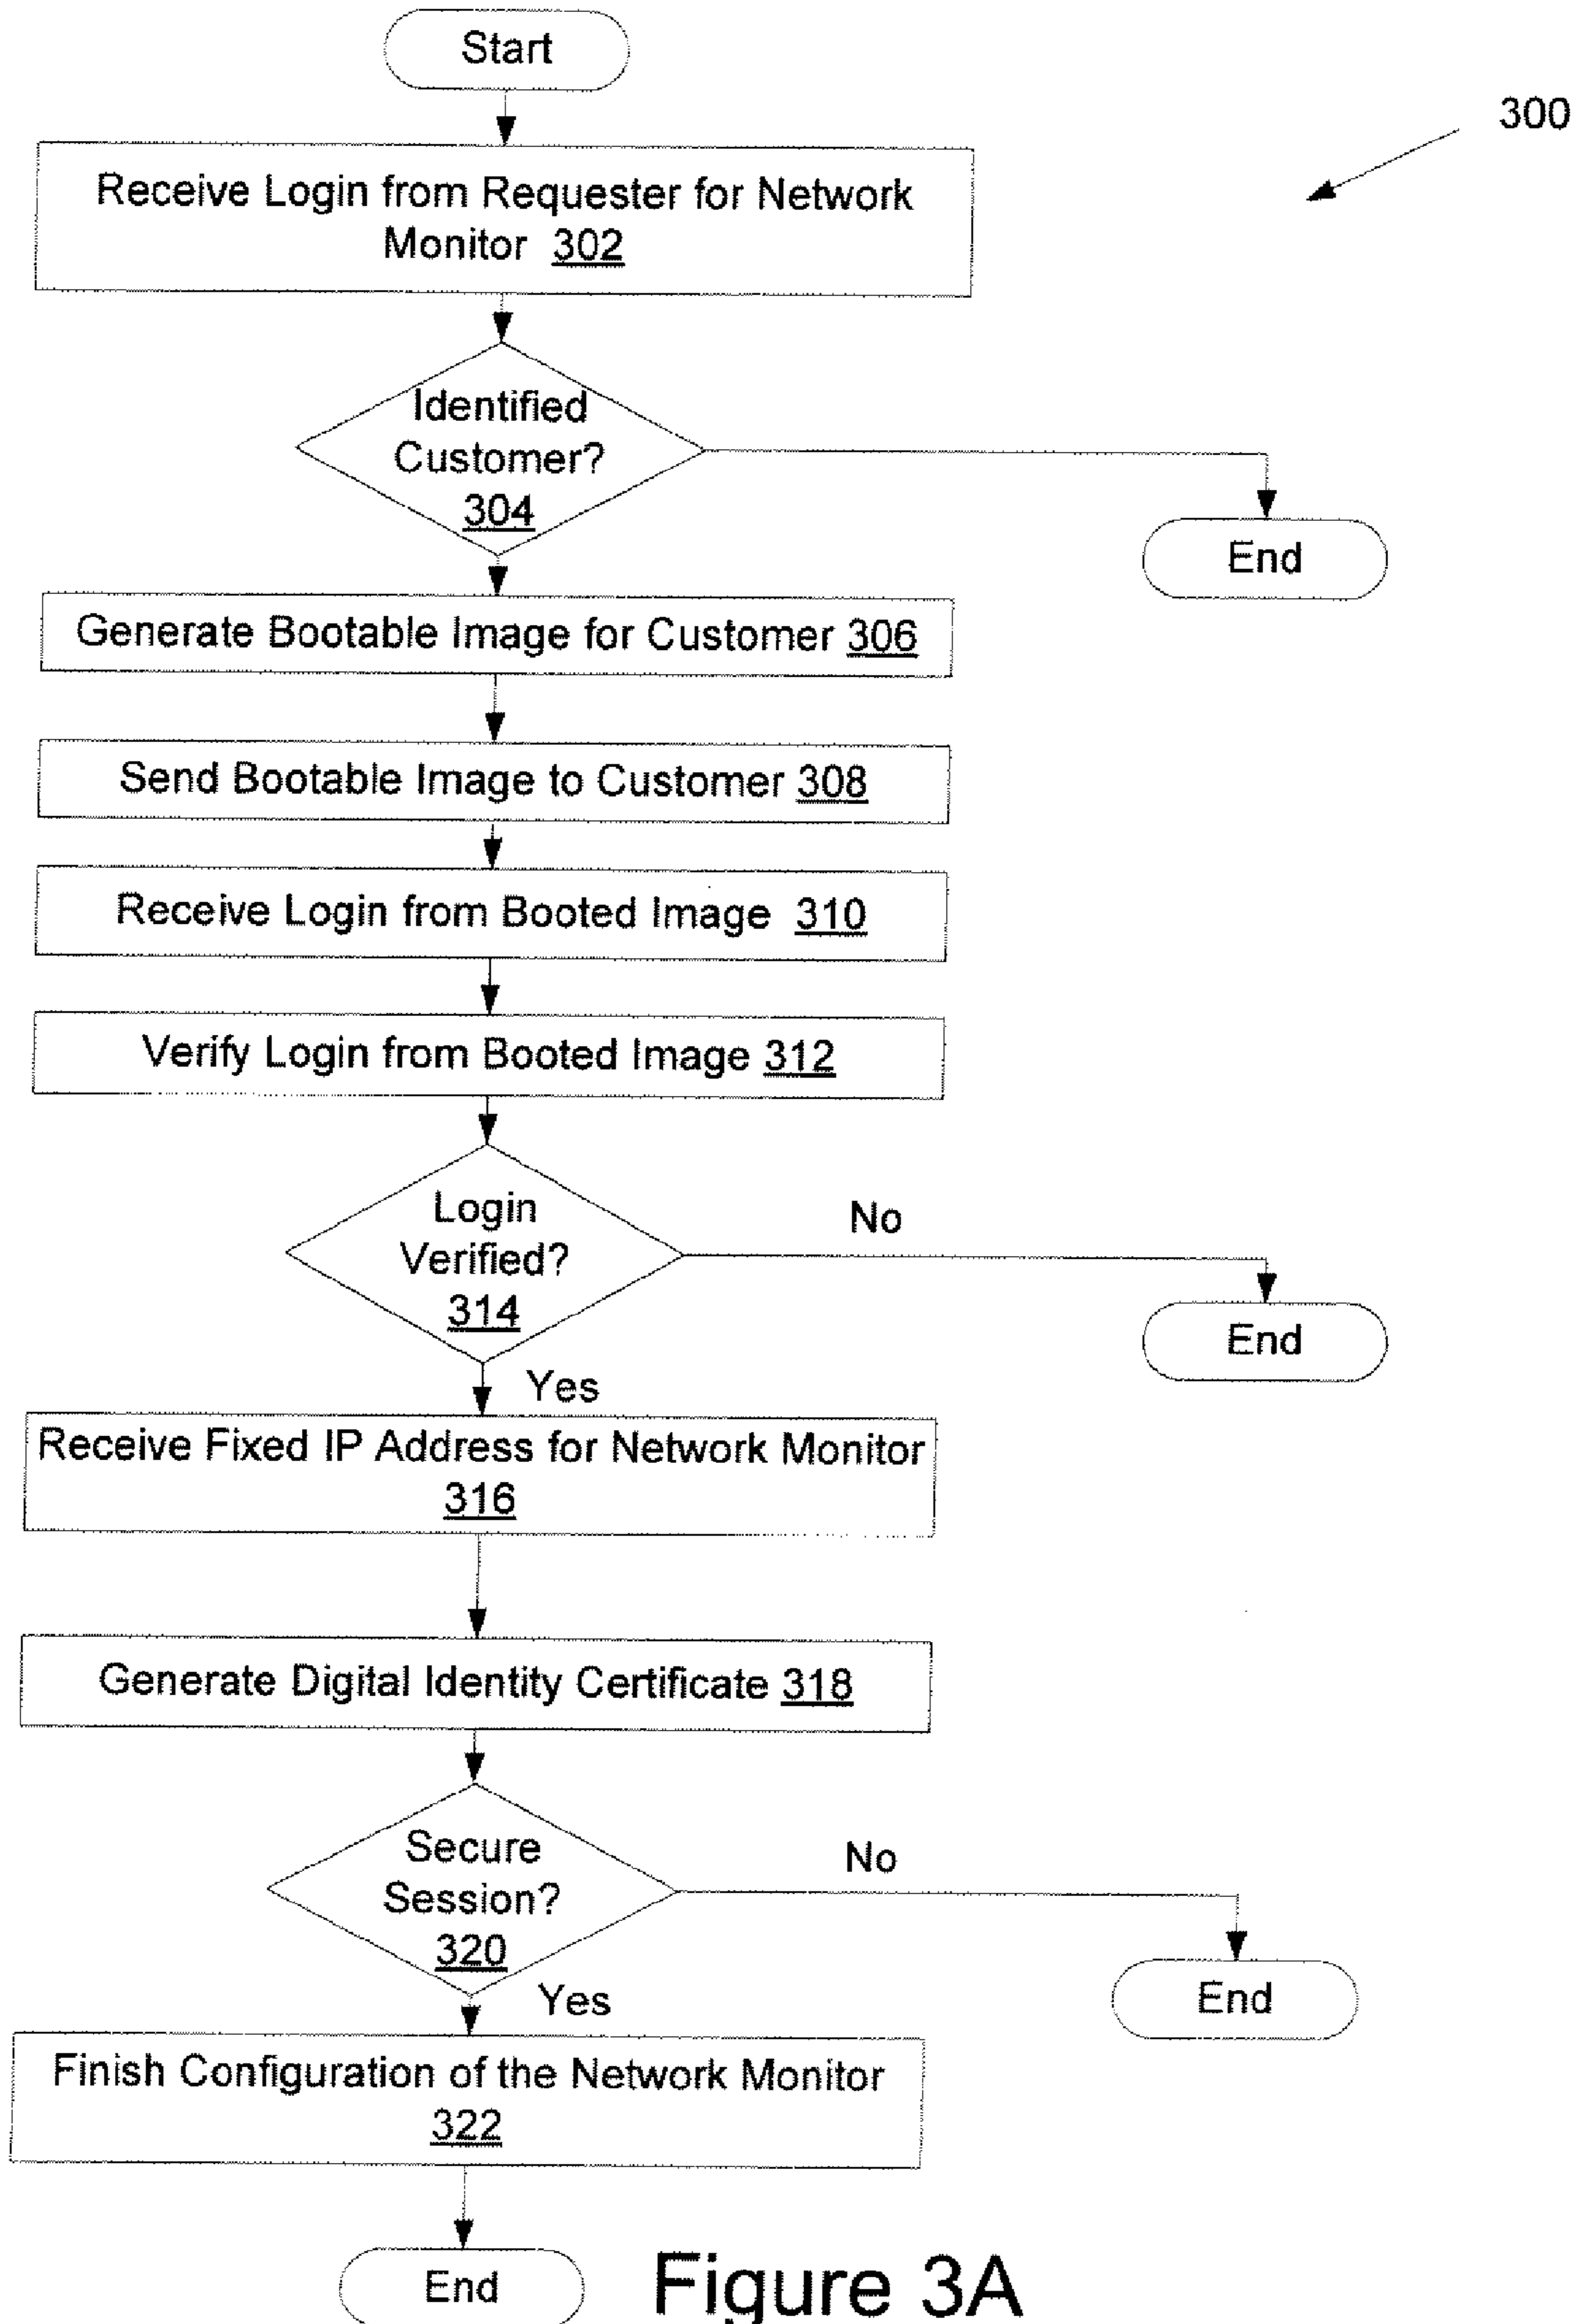 Start
300
Receive Login from Requester for Network
Monitor 302
Identified
Customer?
304
End
Generate Bootable Image for Customer 306
Send Bootable Image to Customer 308
Receive Login from Booted Image 310
Verify Login from Booted Image 312
Login
Verified?
314
No
End
Yes
Receive Fixed IP Address for Network Monitor
316
Generate Digital Identity Certificate 318
Secure
Session?
320
No
End
Yes
Finish Configuration of the Network Monitor
322
End
Figure 3A